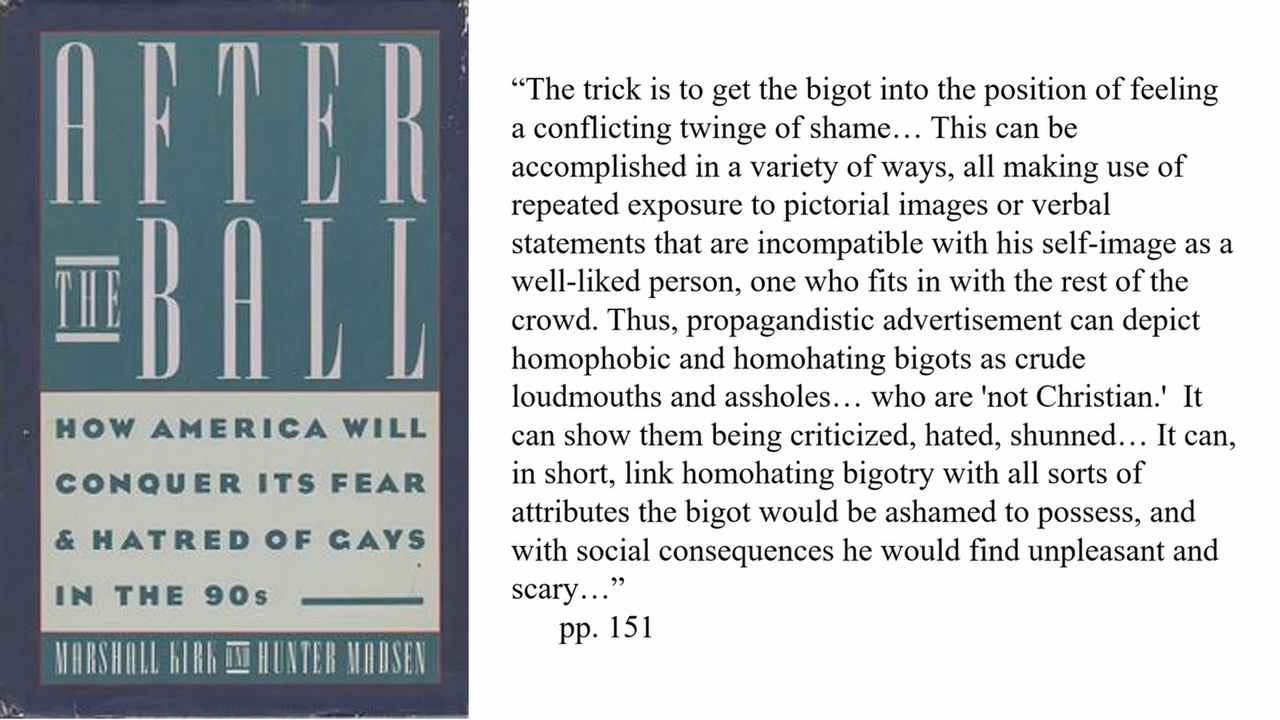 AFTER
THE BALL
HOW AMERICA WILL
CONQUER ITS FEAR
& HATRED OF GAYS
IN THE 90s
MARSHALL KIRK AND HUNTER MADSEN
“The trick is to get the bigot into the position of feeling
a conflicting twinge of shame… This can be
accomplished in a variety of ways, all making use of
repeated exposure to pictorial images or verbal
statements that are incompatible with his self-image as a
well-liked person, one who fits in with the rest of the
crowd. Thus, propagandistic advertisement can depict
homophobic and homohating bigots as crude
loudmouths and assholes… who are 'not Christian.'  It
can show them being criticized, hated, shunned… It can,
in short, link homohating bigotry with all sorts of
attributes the bigot would be ashamed to possess, and
with social consequences he would find unpleasant and
scary…”
pp. 151